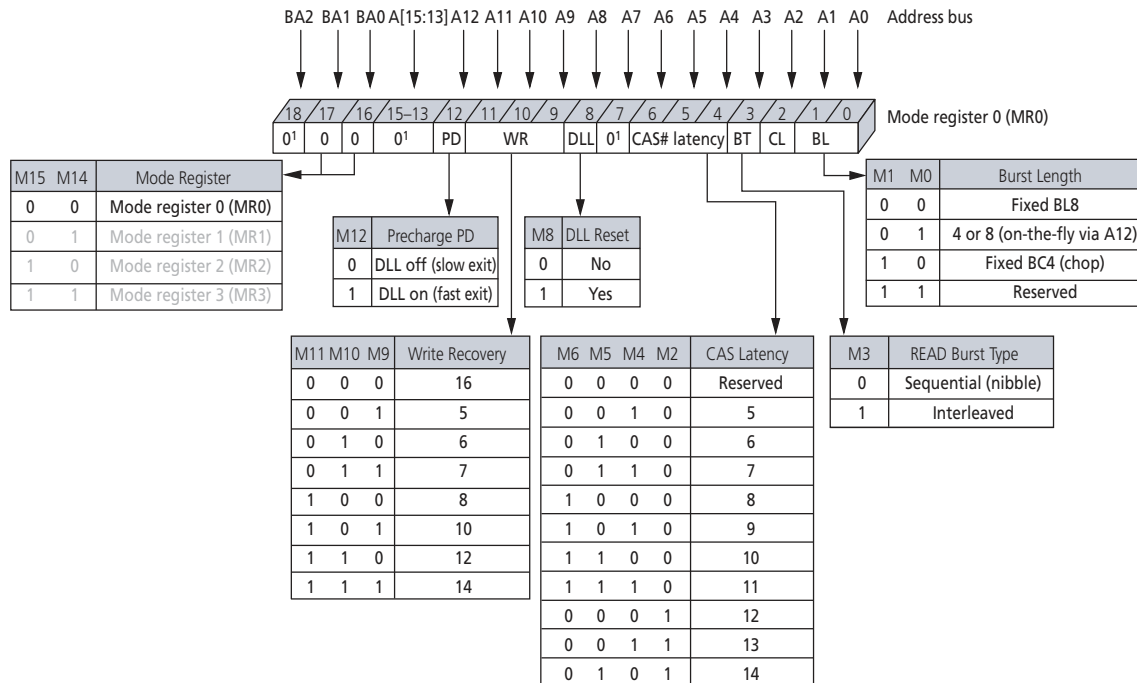 BA2 BA1 BA0 A[15:13] A12 A11 A10 A9 A8 A7 A6 A5 A4 A3 A2 A1 A0 Address bus
18 17 16 15–13 12 11 10 9 8 7 6 5 4 3 2 1 0 Mode register 0 (MR0)
0¹ 0 0 0¹ PD WR DLL 0¹ CAS# latency BT CL BL
M15 M14 Mode Register
0 0 Mode register 0 (MR0)
0 1 Mode register 1 (MR1)
1 0 Mode register 2 (MR2)
1 1 Mode register 3 (MR3)
M12 Precharge PD
0 DLL off (slow exit)
1 DLL on (fast exit)
M8 DLL Reset
0 No
1 Yes
M1 M0 Burst Length
0 0 Fixed BL8
0 1 4 or 8 (on-the-fly via A12)
1 0 Fixed BC4 (chop)
1 1 Reserved
M11 M10 M9 Write Recovery
0 0 0 16
0 0 1 5
0 1 0 6
0 1 1 7
1 0 0 8
1 0 1 10
1 1 0 12
1 1 1 14
M6 M5 M4 M2 CAS Latency
0 0 0 0 Reserved
0 0 1 0 5
0 1 0 0 6
0 1 1 0 7
1 0 0 0 8
1 0 1 0 9
1 1 0 0 10
1 1 1 0 11
0 0 0 1 12
0 0 1 1 13
0 1 0 1 14
M3 READ Burst Type
0 Sequential (nibble)
1 Interleaved